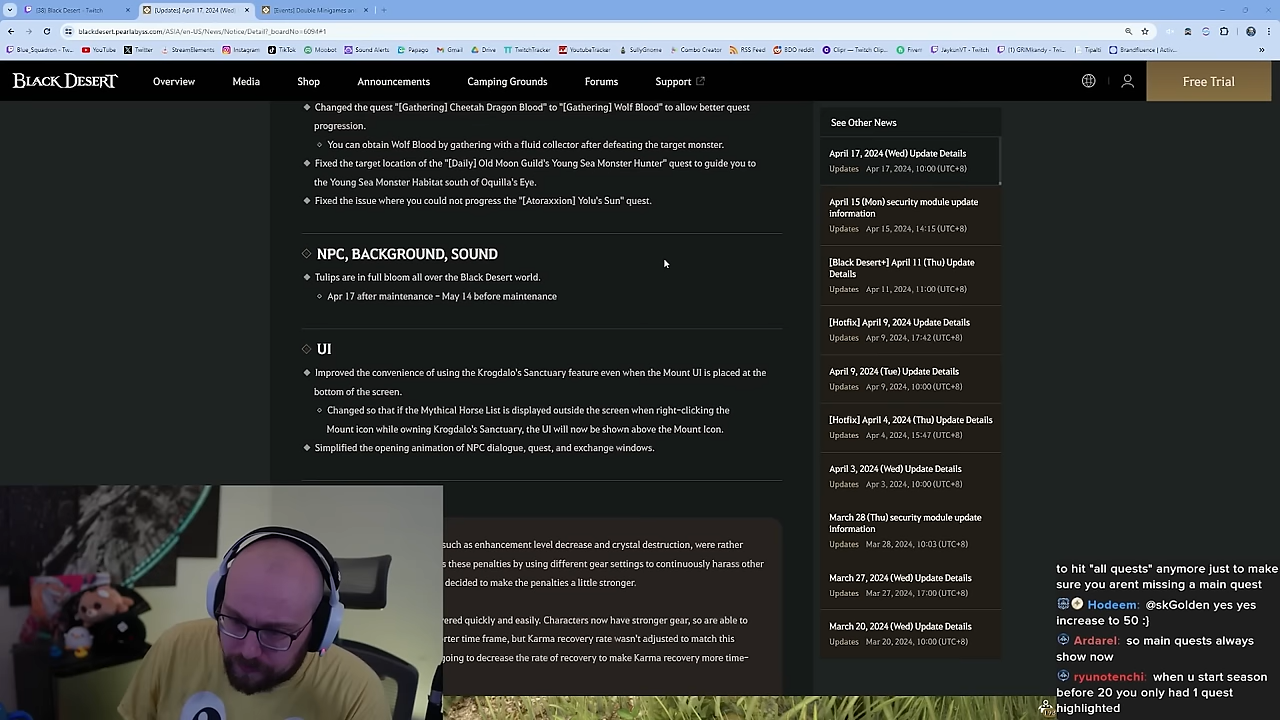 (38) Black Desert - Twitch
[Updates] April 17, 2024 (Wed)
[Events] Double Minigames an
blackdesert.pearlabyss.com/ASIA/en-US/News/Notice/Detail?_boardNo=6094#1
Blue_Squadron - Tw
YouTube
Twitter
StreamElements
Instagram
TikTok
Moobot
Sound Alerts
Papago
Gmail
Drive
TwitchTracker
YoutubeTracker
SullyGnome
Combo Creator
RSS Feed
BDO reddit
Clipr — Twitch Clip...
Fiverr
JaykunVT - Twitch
(1) GRIMkandy - Twi...
Tipalti
Brandfluence | Activ...
BLACK DESERT
Overview
Media
Shop
Announcements
Camping Grounds
Forums
Support
Free Trial
Changed the quest "[Gathering] Cheetah Dragon Blood" to "[Gathering] Wolf Blood" to allow better quest
progression.
You can obtain Wolf Blood by gathering with a fluid collector after defeating the target monster.
Fixed the target location of the "[Daily] Old Moon Guild's Young Sea Monster Hunter" quest to guide you to
the Young Sea Monster Habitat south of Oquilla's Eye.
Fixed the issue where you could not progress the "[Atoraxxion] Yolu's Sun" quest.
NPC, BACKGROUND, SOUND
Tulips are in full bloom all over the Black Desert world.
Apr 17 after maintenance - May 14 before maintenance
UI
Improved the convenience of using the Krogdalo's Sanctuary feature even when the Mount UI is placed at the
bottom of the screen.
Changed so that if the Mythical Horse List is displayed outside the screen when right-clicking the
Mount icon while owning Krogdalo's Sanctuary, the UI will now be shown above the Mount Icon.
Simplified the opening animation of NPC dialogue, quest, and exchange windows.
such as enhancement level decrease and crystal destruction, were rather
s these penalties by using different gear settings to continuously harass other
decided to make the penalties a little stronger.
ered quickly and easily. Characters now have stronger gear, so are able to
rter time frame, but Karma recovery rate wasn't adjusted to match this
going to decrease the rate of recovery to make Karma recovery more time-
See Other News
April 17, 2024 (Wed) Update Details
Updates Apr 17, 2024, 10:00 (UTC+8)
April 15 (Mon) security module update
information
Updates Apr 15, 2024, 14:15 (UTC+8)
[Black Desert+] April 11 (Thu) Update
Details
Updates Apr 11, 2024, 11:00 (UTC+8)
[Hotfix] April 9, 2024 Update Details
Updates Apr 9, 2024, 17:42 (UTC+8)
April 9, 2024 (Tue) Update Details
Updates Apr 9, 2024, 10:00 (UTC+8)
[Hotfix] April 4, 2024 (Thu) Update Details
Updates Apr 4, 2024, 15:47 (UTC+8)
April 3, 2024 (Wed) Update Details
Updates Apr 3, 2024, 10:00 (UTC+8)
March 28 (Thu) security module update
information
Updates Mar 28, 2024, 10:03 (UTC+8)
March 27, 2024 (Wed) Update Details
Updates Mar 27, 2024, 17:00 (UTC+8)
March 20, 2024 (Wed) Update Details
Updates Mar 20, 2024, 10:00 (UTC+8)
to hit "all quests" anymore just to make
sure you arent missing a main quest
Hodeem: @skGolden yes yes
increase to 50 :)
Ardarel: so main quests always
show now
ryunotenchi: when u start season
before 20 you only had 1 quest
highlighted